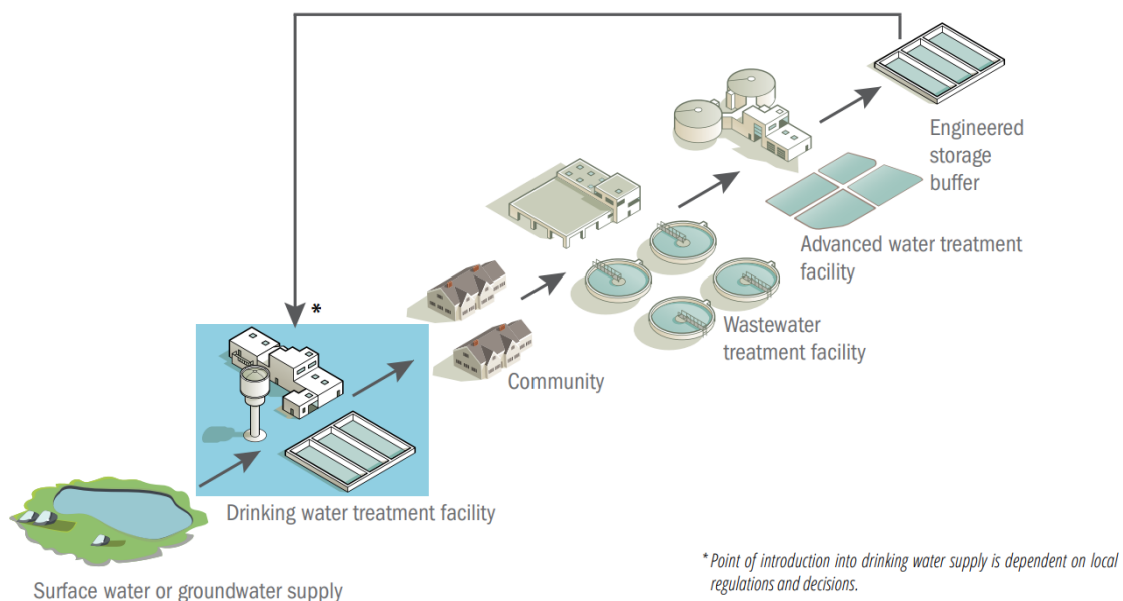 Engineered
storage
buffer
Advanced water treatment
facility
*
Wastewater
treatment facility
Community
Drinking water treatment facility
Surface water or groundwater supply
* Point of introduction into drinking water supply is dependent on local
regulations and decisions.